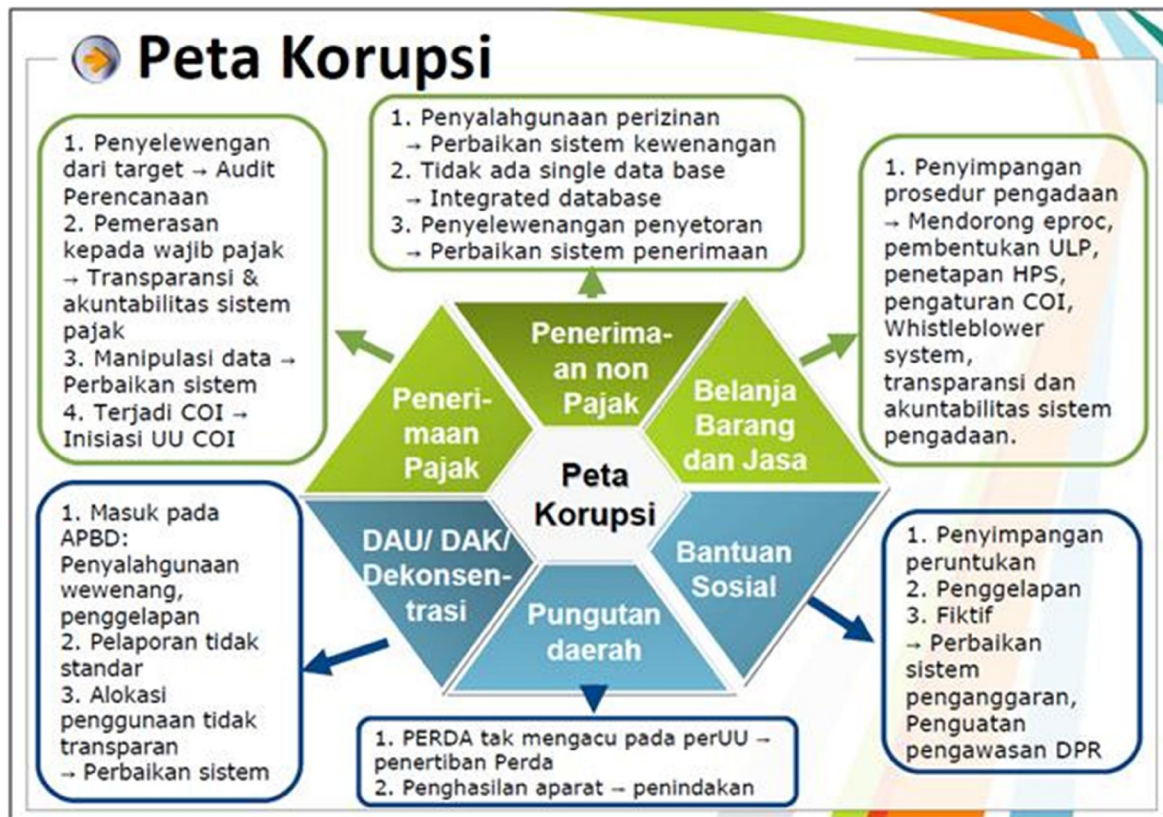 Peta Korupsi
1. Penyelewengan
dari target → Audit
Perencanaan
2. Pemerasan
kepada wajib pajak
→ Transparansi &
akuntabilitas sistem
pajak
3. Manipulasi data →
Perbaikan sistem
4. Terjadi COI →
Inisiasi UU COI
1. Penyalahgunaan perizinan
→ Perbaikan sistem kewenangan
2. Tidak ada single data base
→ Integrated database
3. Penyelewenangan penyetoran
→ Perbaikan sistem penerimaan
1. Penyimpangan
prosedur pengadaan
→ Mendorong eproc,
pembentukan ULP,
penetapan HPS,
pengaturan COI,
Whistleblower
system,
transparansi dan
akuntabilitas sistem
pengadaan.
Peneri-
maan
Pajak
Penerima-
an non
Pajak
Belanja
Barang
dan Jasa
Peta
Korupsi
DAU/ DAK/
Dekonsen-
trasi
Pungutan
daerah
Bantuan
Sosial
1. Masuk pada
APBD:
Penyalahgunaan
wewenang,
penggelapan
2. Pelaporan tidak
standar
3. Alokasi
penggunaan tidak
transparan
→ Perbaikan sistem
1. PERDA tak mengacu pada perUU →
penertiban Perda
2. Penghasilan aparat → penindakan
1. Penyimpangan
peruntukan
2. Penggelapan
3. Fiktif
→ Perbaikan
sistem
penganggaran,
Penguatan
pengawasan DPR